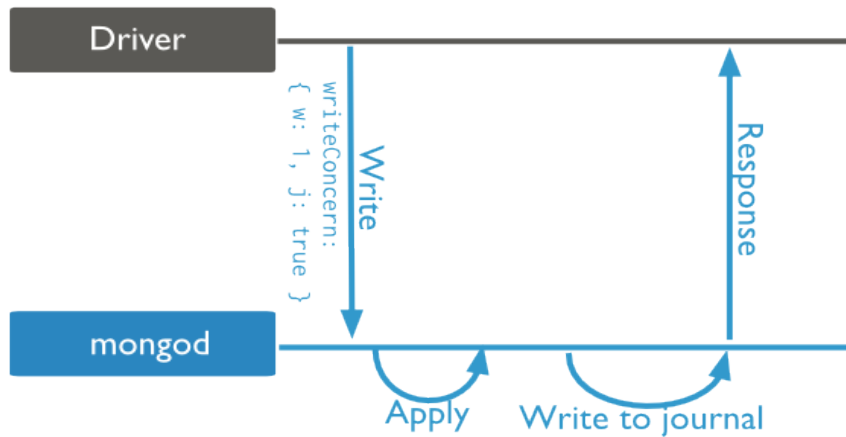 Driver
writeConcern:
{ w: 1, j: true }
Write
Response
mongod
Apply
Write to journal